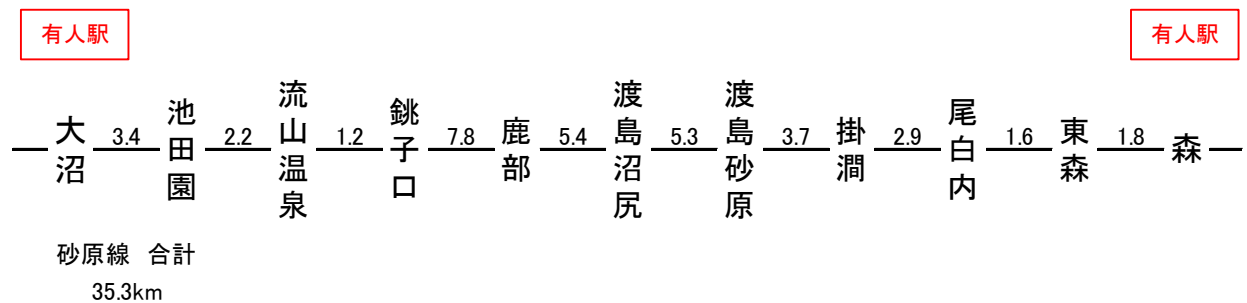 有人駅
有人駅
大沼
3.4
池田園
2.2
流山温泉
1.2
銚子口
7.8
鹿部
5.4
渡島沼尻
5.3
渡島砂原
3.7
掛澗
2.9
尾白内
1.6
東森
1.8
森
砂原線 合計
35.3km